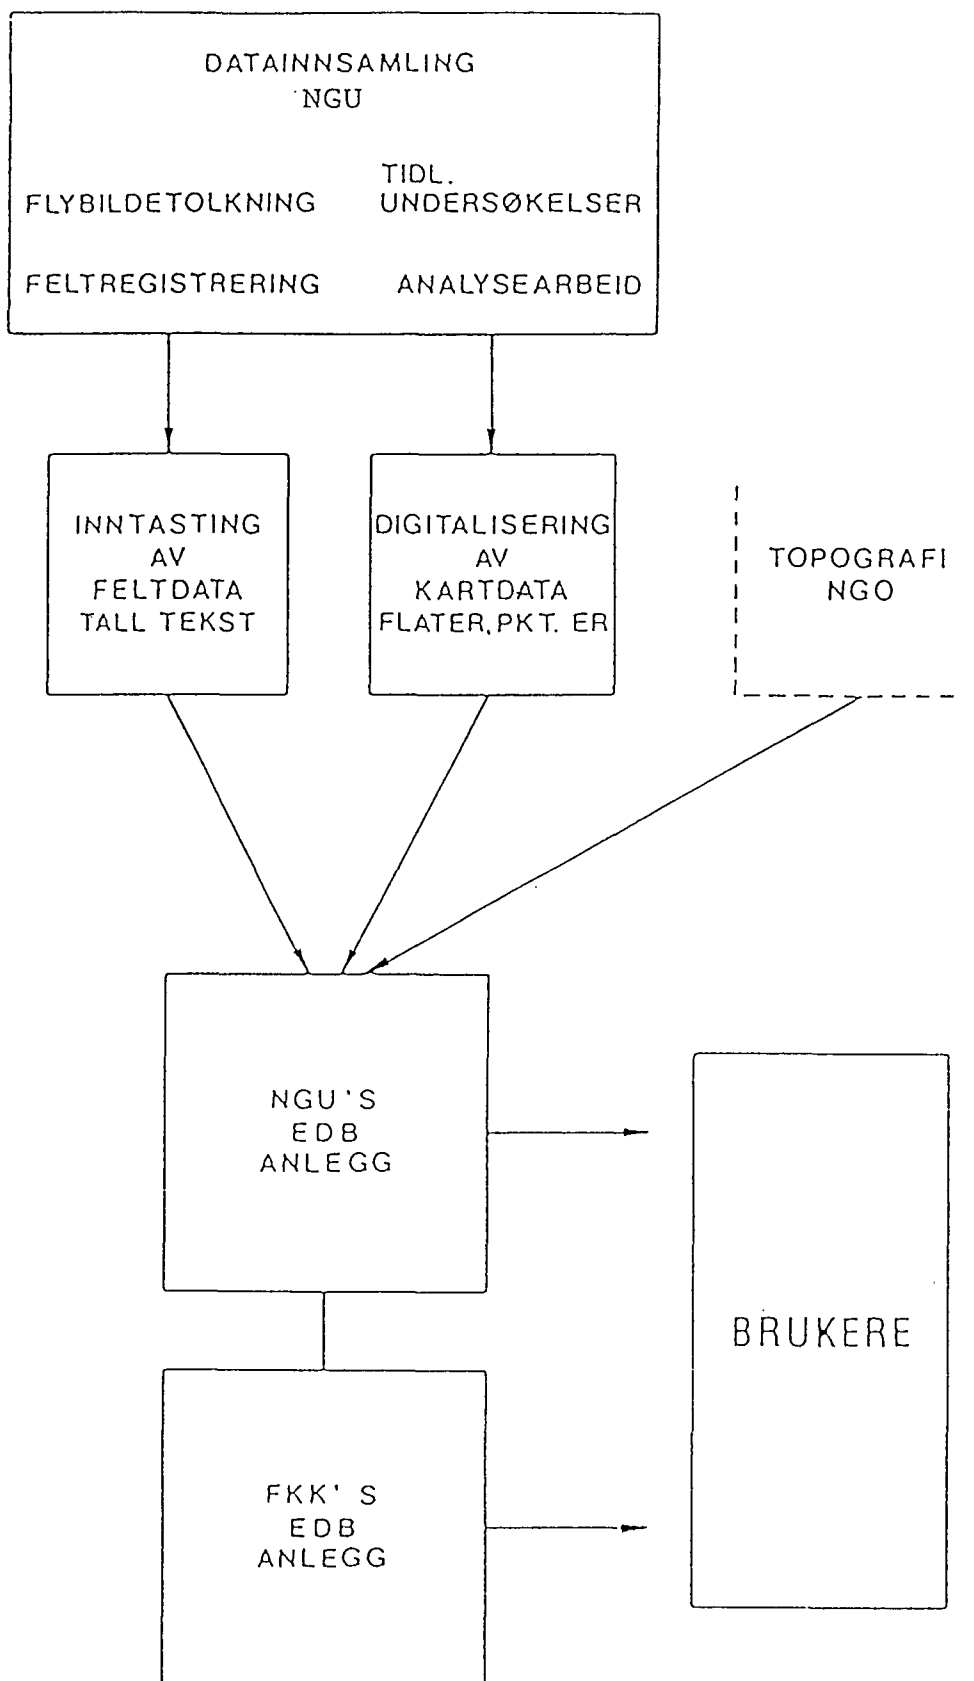 DATAINNSAMLING
NGU
FLYBILDETOLKNING
TIDL.
UNDERSØKELSER
FELTREGISTRERING
ANALYSEARBEID
INNTASTING
AV
FELTDATA
TALL TEKST
DIGITALISERING
AV
KARTDATA
FLATER, PKT. ER
TOPOGRAFI
NGO
NGU'S
EDB
ANLEGG
BRUKERE
FKK'S
EDB
ANLEGG